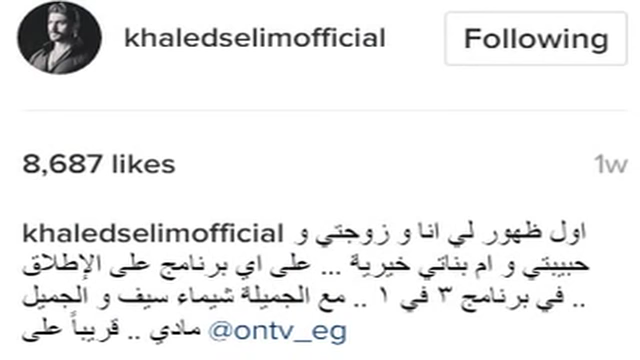 khaledselimofficial
Following
8,687 likes
1w
khaledselimofficial اول ظهور لي انا و زوجتي و
حبيبتي و ام بناتي خيرية ... على اي برنامج على الإطلاق
.. في برنامج ٣ في ١ .. مع الجميلة شيماء سيف و الجميل
مادي .. قريباً على @ontv_eg